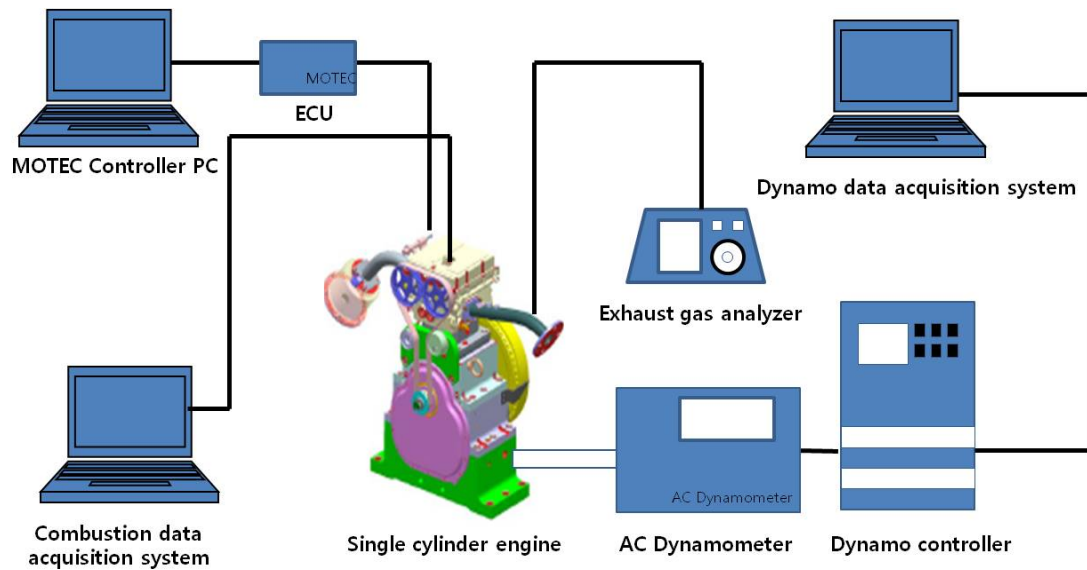 MOTEC
ECU
MOTEC Controller PC
Dynamo data acquisition system
Exhaust gas analyzer
AC Dynamometer
Combustion data
acquisition system
Single cylinder engine
AC Dynamometer
Dynamo controller